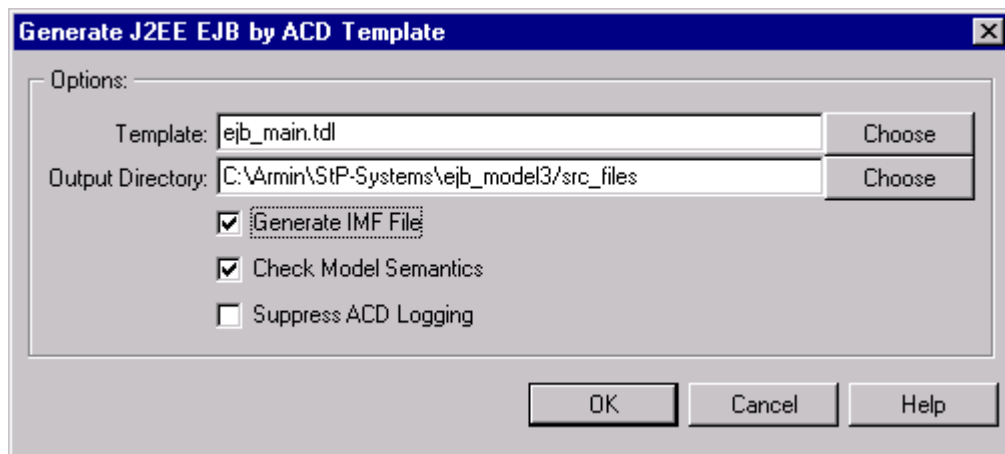 Generate J2EE EJB by ACD Template
Options:
Template: ejb_main.tdl Choose
Output Directory: C:\Armin\StP-Systems\ejb_model3/src_files Choose
Generate IMF File
Check Model Semantics
Suppress ACD Logging
OK Cancel Help